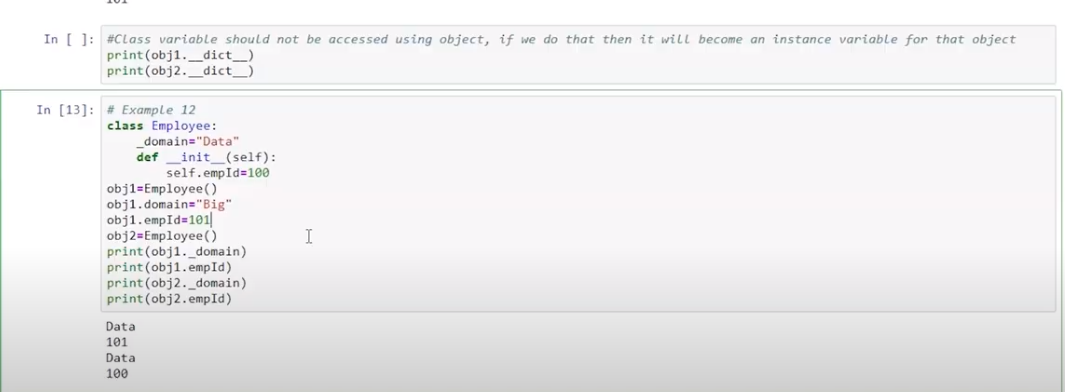 101
In [ ]: #Class variable should not be accessed using object, if we do that then it will become an instance variable for that object
print(obj1.__dict__)
print(obj2.__dict__)
In [13]: # Example 12
class Employee:
    _domain="Data"
    def __init__(self):
        self.empId=100
obj1=Employee()
obj1.domain="Big"
obj1.empId=101
obj2=Employee()
print(obj1._domain)
print(obj1.empId)
print(obj2._domain)
print(obj2.empId)
Data
101
Data
100